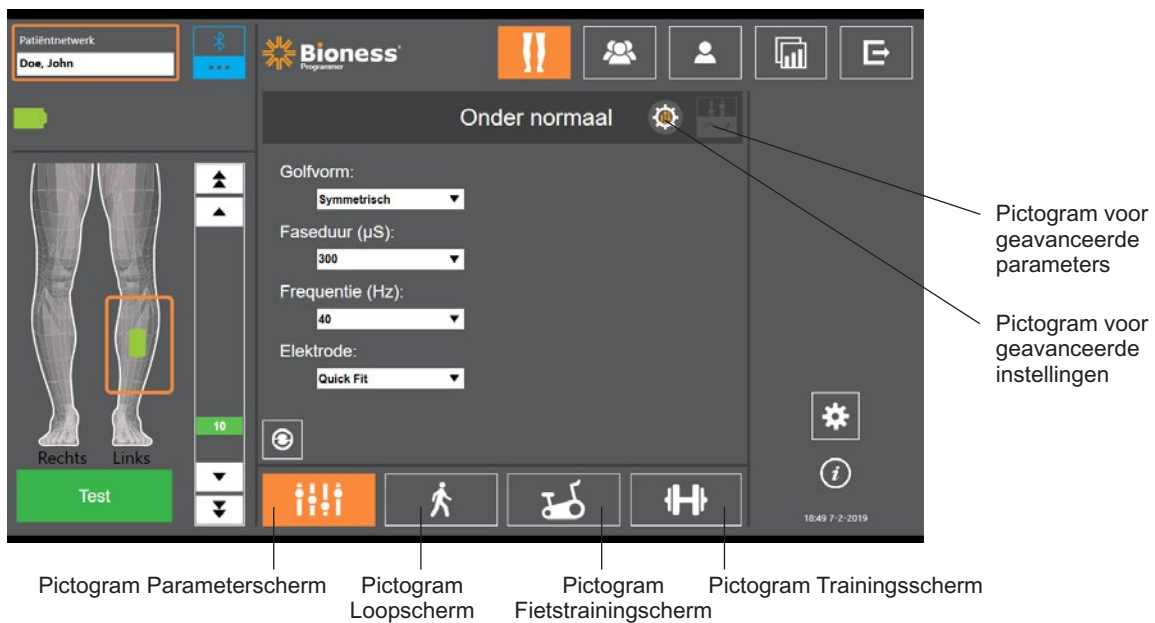 Patiëntnetwerk
Doe, John
Bioness
Programmer
Onder normaal
Golfvorm:
Symmetrisch
Faseduur (µS):
300
Frequentie (Hz):
40
Elektrode:
Quick Fit
10
Rechts Links
Test
18:49 7-2-2019
Pictogram voor
geavanceerde
parameters
Pictogram voor
geavanceerde
instellingen
Pictogram Parameterscherm
Pictogram
Loopscherm
Pictogram
Fietstrainingscherm
Pictogram Trainingsscherm